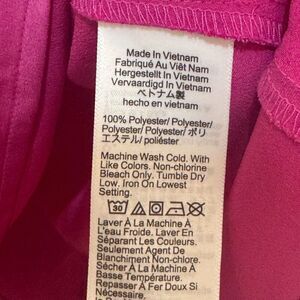 Made In Vietnam
Fabriqué Au Viêt Nam
Hergestellt In Vietnam
Vervaardigd In Vietnam
ベトナム製
hecho en vietnam
100% Polyester/ Polyester/
Polyester/ Polyester/ ポリ
エステル/ poliéster
Machine Wash Cold. With
Like Colors. Non-chlorine
Bleach Only. Tumble Dry
Low. Iron On Lowest
Setting.
30
Laver À La Machine À
L'eau Froide. Laver En
Séparant Les Couleurs.
Seulement Agent De
Blanchiment Non-chlore.
Sécher À La Machine À
Basse Température.
Repasser À Fer Doux Si
Nécessaire.